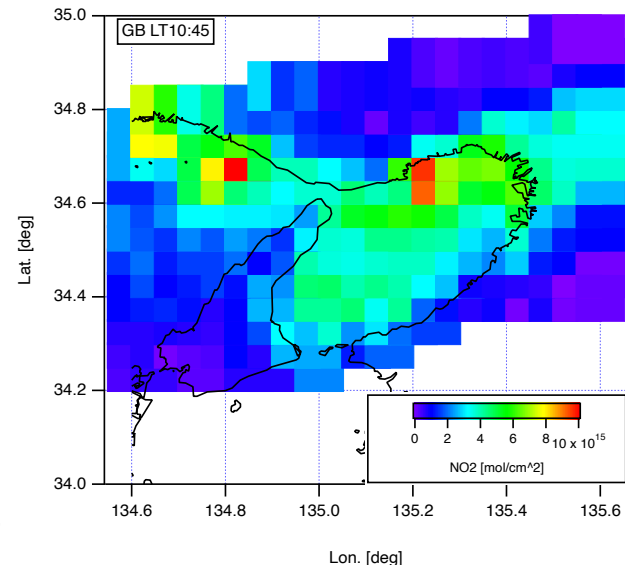 35.0
GB LT10:45
34.8
34.6
Lat. [deg]
34.4
34.2
34.0
0 2 4 6 8 10 x 10^15
NO2 [mol/cm^2]
134.6 134.8 135.0 135.2 135.4 135.6
Lon. [deg]